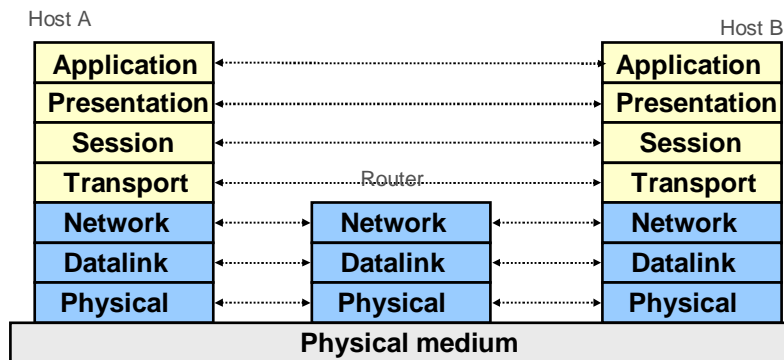 Host A
Host B
Application
Application
Presentation
Presentation
Session
Session
Transport
Router
Transport
Network
Network
Network
Datalink
Datalink
Datalink
Physical
Physical
Physical
Physical medium